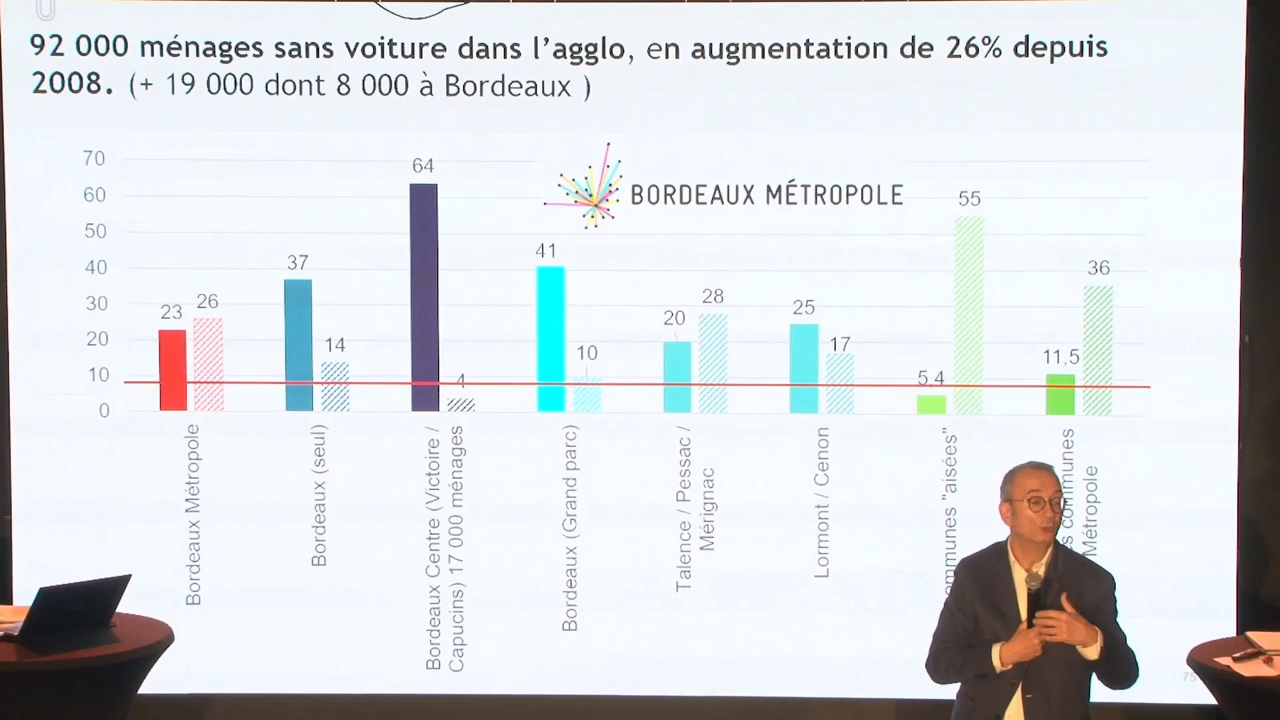 92 000 ménages sans voiture dans l'agglo, en augmentation de 26% depuis
2008. (+ 19 000 dont 8 000 à Bordeaux )
BORDEAUX MÉTROPOLE
70
60
50
40
30
20
10
0
23
26
37
14
64
4
41
10
20
28
25
17
5,4
55
11,5
36
Bordeaux Métropole
Bordeaux (seul)
Bordeaux Centre (Victoire /
Capucins) 17 000 ménages
Bordeaux (Grand parc)
Talence / Pessac /
Mérignac
Lormont / Cenon
ommunes "aisées"
communes
Métropole
75